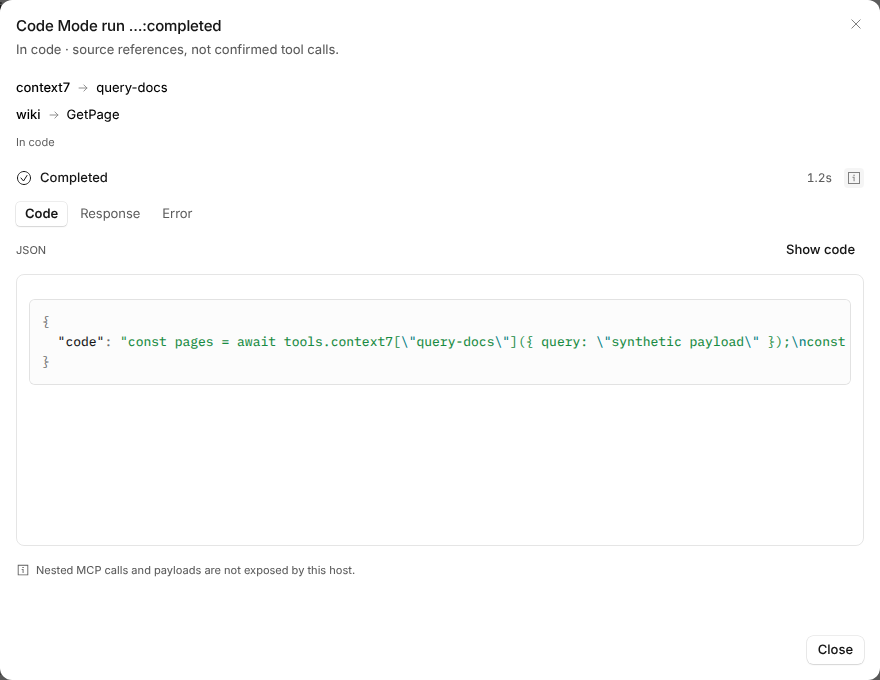 Code Mode run ...:completed
In code · source references, not confirmed tool calls.
context7 → query-docs
wiki → GetPage
In code
Completed 1.2s
Code Response Error
JSON Show code
{
"code": "const pages = await tools.context7[\"query-docs\"]({ query: \"synthetic payload\" });\nconst
}
Nested MCP calls and payloads are not exposed by this host.
Close